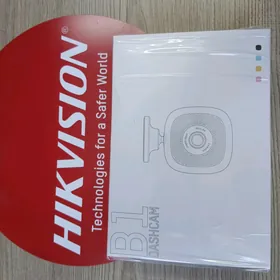 HIKVISION®
Technologies for a Safer World
B1
DASHCAM